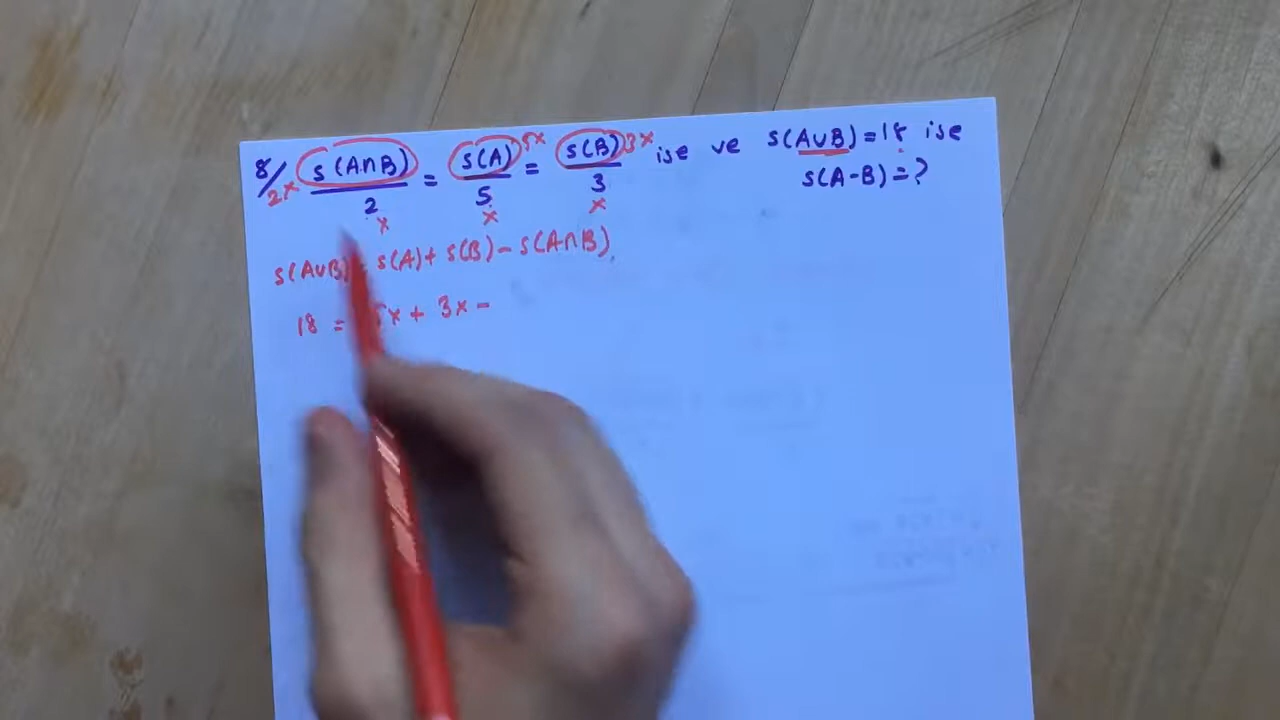 8/ 2x s(A∩B)/2 = s(A)/5 5x = s(B)/3 3x ise ve s(A∪B)=18 ise
s(A-B)=?
x x x
s(A∪B) s(A)+ s(B)- s(A∩B)
18 = 5x + 3x -